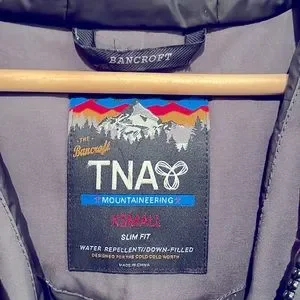 BANCROFT
THE
Bancroft
TNA
MOUNTAINEERING
XSMALL
SLIM FIT
WATER REPELLENT//DOWN-FILLED
DESIGNED FOR THE COLD COLD NORTH
MADE IN CHINA